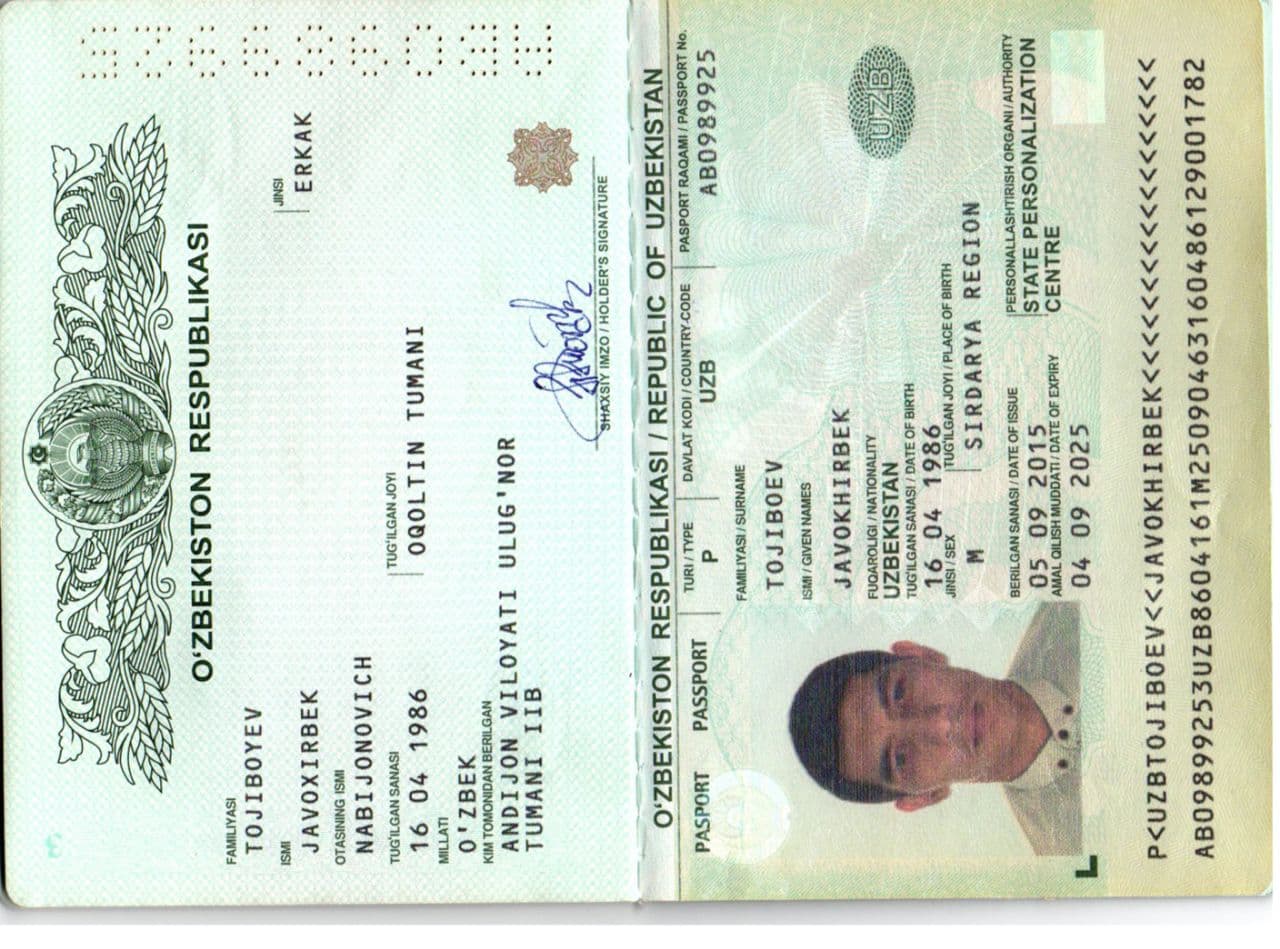 3
O'ZBEKISTON RESPUBLIKASI
FAMILIYASI
TOJIBOYEV
ISMI
JAVOXIRBEK
JINSI
ERKAK
OTASINING ISMI
NABIJONOVICH
TUG'ILGAN SANASI
16 04 1986
TUG'ILGAN JOYI
OQOLTIN TUMANI
MILLATI
O'ZBEK
KIM TOMONIDAN BERILGAN
ANDIJON VILOYATI ULUG'NOR
TUMANI IIB
AB0989925
SHAXSIY IMZO / HOLDER'S SIGNATURE
O'ZBEKISTON RESPUBLIKASI / REPUBLIC OF UZBEKISTAN
PASPORT PASSPORT
TURI / TYPE
P
DAVLAT KODI / COUNTRY-CODE
UZB
PASPORT RAQAMI / PASSPORT No.
AB0989925
FAMILIYASI / SURNAME
TOJIBOEV
ISMI / GIVEN NAMES
JAVOKHIRBEK
FUQAROLIGI / NATIONALITY
UZBEKISTAN
UZB
TUG'ILGAN SANASI / DATE OF BIRTH
16 04 1986
JINSI / SEX
M
TUG'ILGAN JOYI / PLACE OF BIRTH
SIRDARYA REGION
BERILGAN SANASI / DATE OF ISSUE
05 09 2015
PERSONALLASHTIRISH ORGANI / AUTHORITY
STATE PERSONALIZATION
CENTRE
AMAL QILISH MUDDATI / DATE OF EXPIRY
04 09 2025
P<UZBTOJIBOEV<<JAVOKHIRBEK<<<<<<<<<<<<<<<<<<
AB09899253UZB8604161M25090463160486129001782